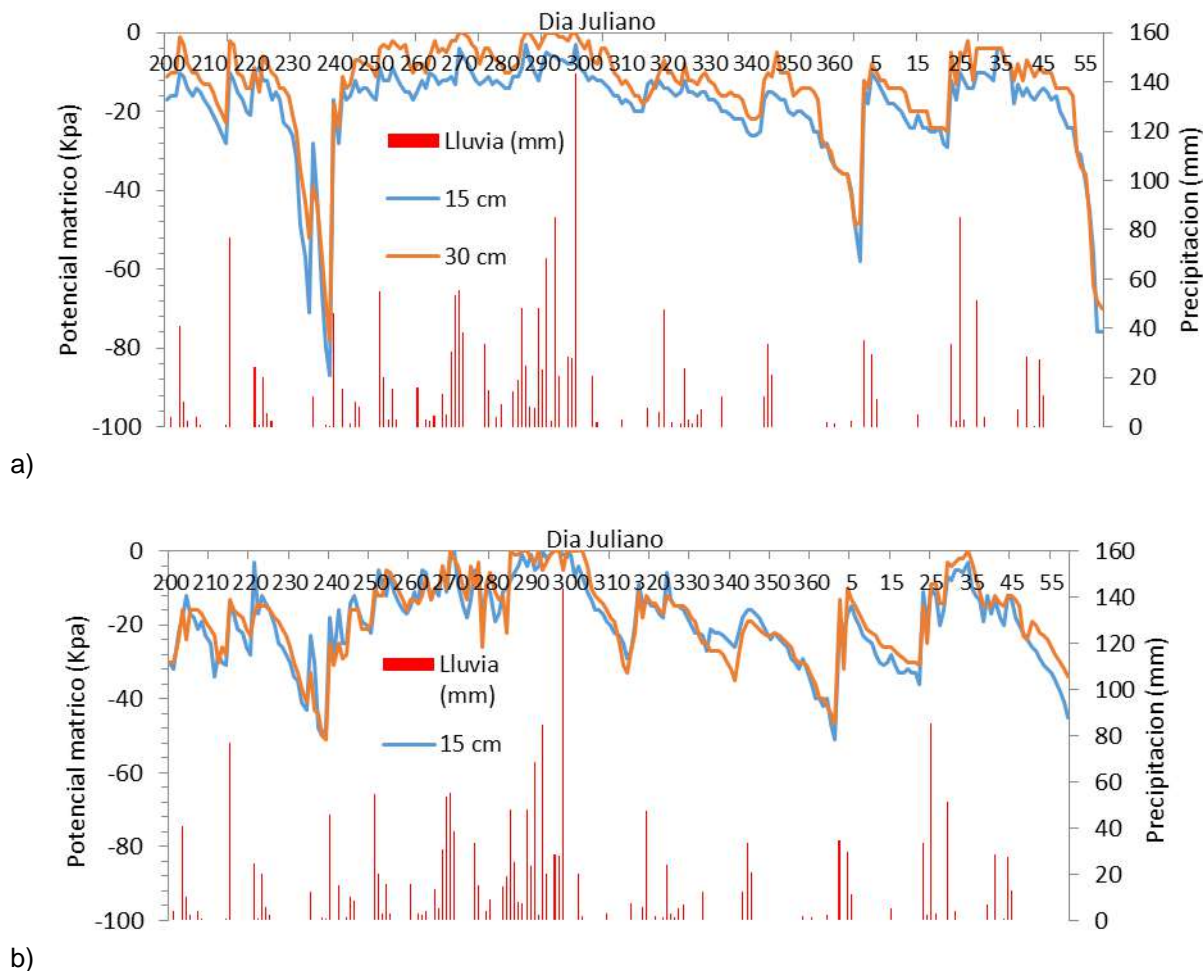 Dia Juliano
0 160
200 210 220 230 240 250 260 270 280 290 300 310 320 330 340 350 360 5 15 25 35 45 55
140
-20 120
Lluvia (mm)
100
-40 15 cm
80
30 cm
-60 60
-80 40
20
-100 0
Potencial matrico (Kpa)
Precipitacion (mm)
a)
Dia Juliano
0 160
200 210 220 230 240 250 260 270 280 290 300 310 320 330 340 350 360 5 15 25 35 45 55
140
-20 120
Lluvia
(mm)
100
-40
15 cm
80
-60 60
-80 40
20
-100 0
Potencial matrico (Kpa)
Precipitacion (mm)
b)